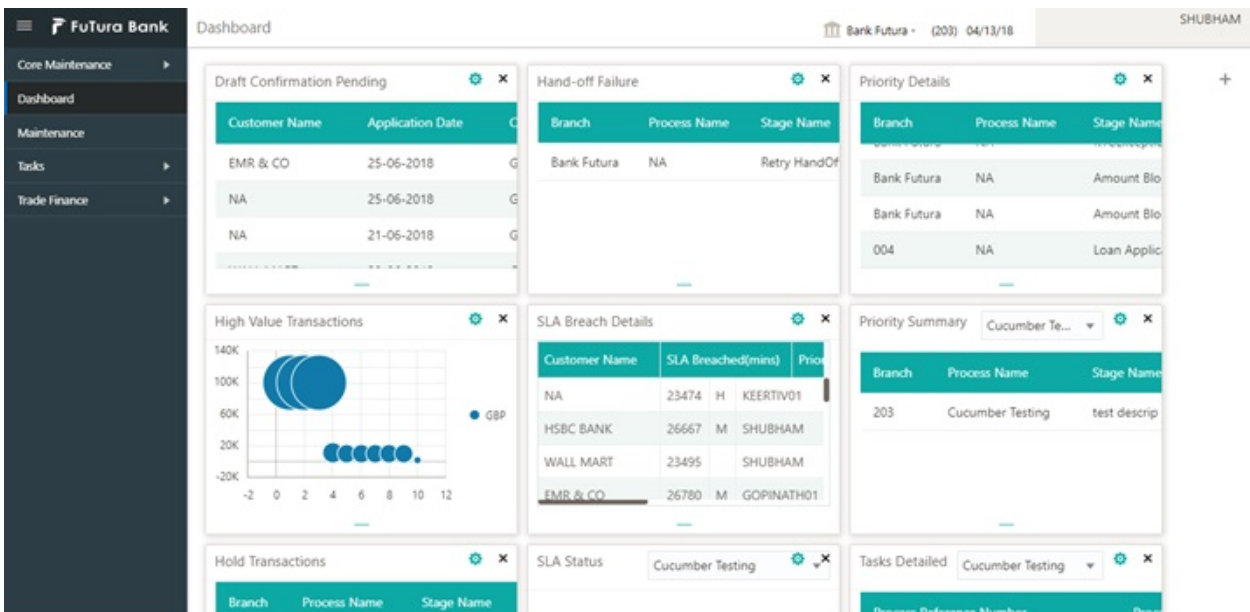 FuTura Bank
Dashboard
Bank Futura - (203) 04/13/18
SHUBHAM
Core Maintenance
Dashboard
Maintenance
Tasks
Trade Finance
Draft Confirmation Pending
Customer Name Application Date
EMR & CO 25-06-2018 G
NA 25-06-2018 G
NA 21-06-2018 G
Hand-off Failure
Branch Process Name Stage Name
Bank Futura NA Retry HandOf
Priority Details
Branch Process Name Stage Name
Bank Futura NA Amount Blo
Bank Futura NA Amount Blo
004 NA Loan Applic
High Value Transactions
140K
100K
60K
20K
-20K
-2 0 2 4 6 8 10 12
GBP
SLA Breach Details
Customer Name SLA Breached(mins) Prior
NA 23474 H KEERTIV01
HSBC BANK 26667 M SHUBHAM
WALL MART 23495 SHUBHAM
EMR & CO 26780 M GOPINATH01
Priority Summary Cucumber Te...
Branch Process Name Stage Name
203 Cucumber Testing test descrip
Hold Transactions
Branch Process Name Stage Name
SLA Status Cucumber Testing
Tasks Detailed Cucumber Testing
Process Reference Number